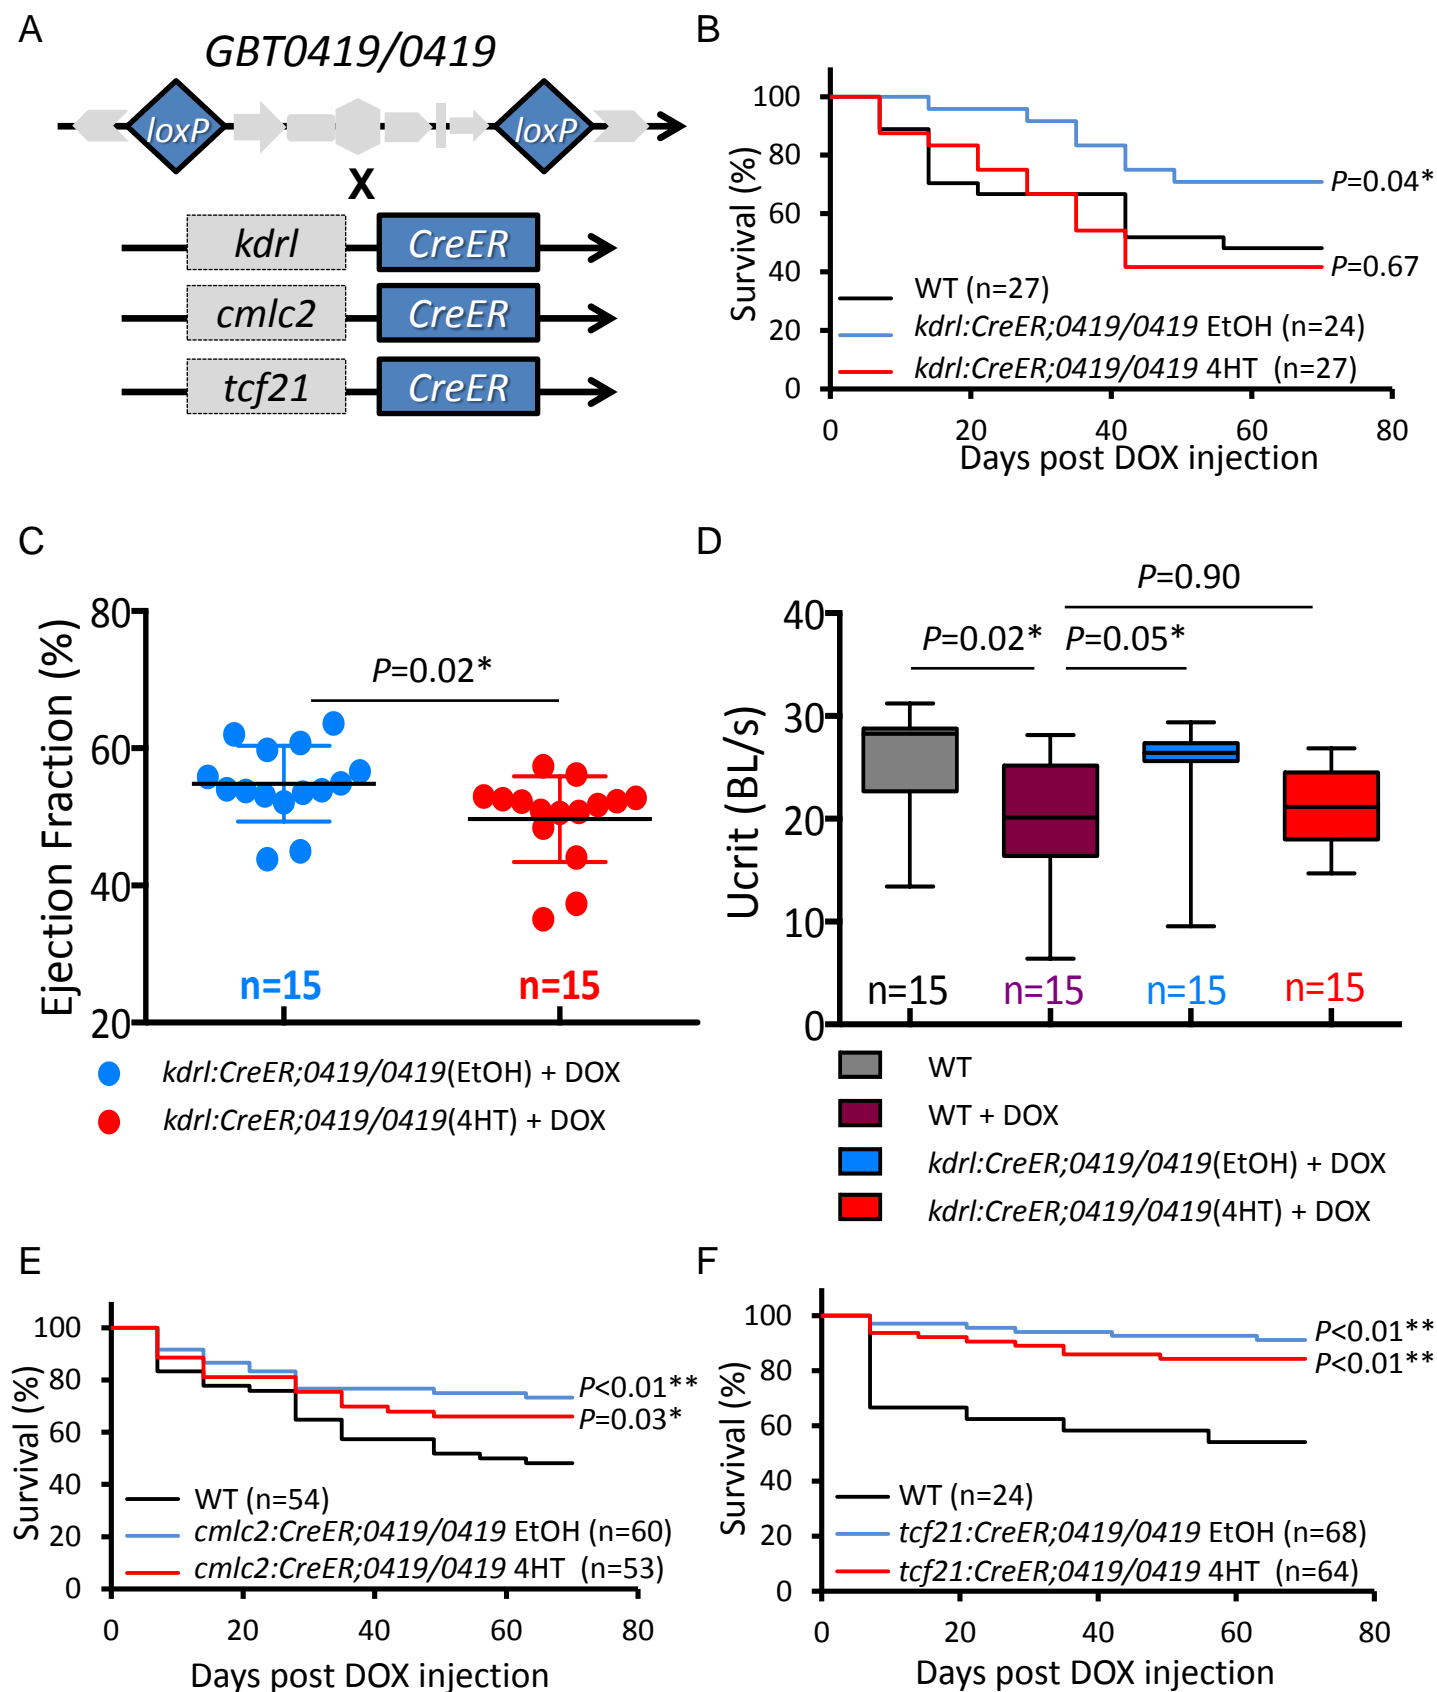 A
GBT0419/0419
loxP loxP
X
kdrl CreER
cmlc2 CreER
tcf21 CreER
B
Survival (%)
100
80
60
40
20
0
P=0.04*
P=0.67
WT (n=27)
kdrl:CreER;0419/0419 EtOH (n=24)
kdrl:CreER;0419/0419 4HT (n=27)
0 20 40 60 80
Days post DOX injection
C
Ejection Fraction (%)
80
60
40
20
P=0.02*
n=15 n=15
kdrl:CreER;0419/0419(EtOH) + DOX
kdrl:CreER;0419/0419(4HT) + DOX
D
Ucrit (BL/s)
40
30
20
10
0
P=0.90
P=0.02* P=0.05*
n=15 n=15 n=15 n=15
WT
WT + DOX
kdrl:CreER;0419/0419(EtOH) + DOX
kdrl:CreER;0419/0419(4HT) + DOX
E
Survival (%)
100
80
60
40
20
0
P<0.01**
P=0.03*
WT (n=54)
cmlc2:CreER;0419/0419 EtOH (n=60)
cmlc2:CreER;0419/0419 4HT (n=53)
0 20 40 60 80
Days post DOX injection
F
Survival (%)
100
80
60
40
20
0
P<0.01**
P<0.01**
WT (n=24)
tcf21:CreER;0419/0419 EtOH (n=68)
tcf21:CreER;0419/0419 4HT (n=64)
0 20 40 60 80
Days post DOX injection